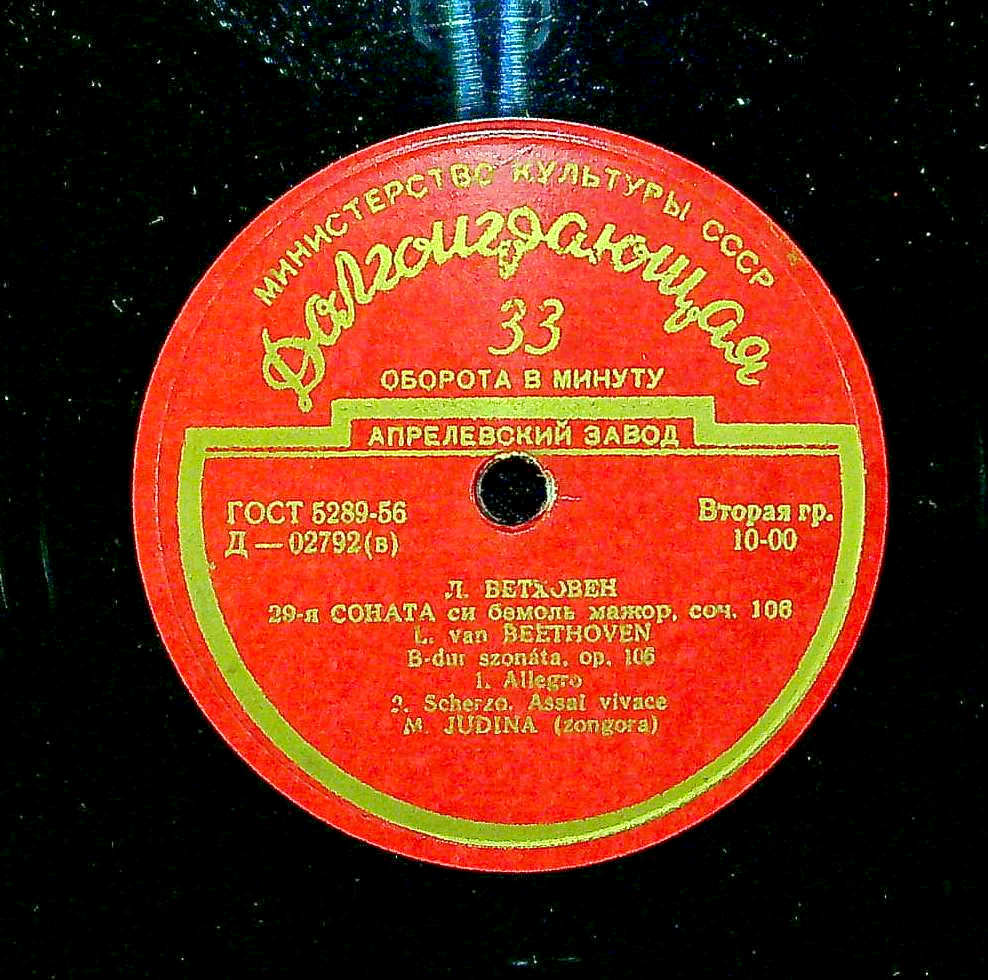 МИНИСТЕРСТВО КУЛЬТУРЫ СССР
Долгоиграющая
33
ОБОРОТА В МИНУТУ
АПРЕЛЕВСКИЙ ЗАВОД
ГОСТ 5289-56
Д — 02792(в)
Вторая гр.
10-00
Л. БЕТХОВЕН
29-я СОНАТА си бемоль мажор, соч. 106
L. van BEETHOVEN
B-dur szonáta, op. 106
1. Allegro
2. Scherzo. Assai vivace
M. JUDINA (zongora)